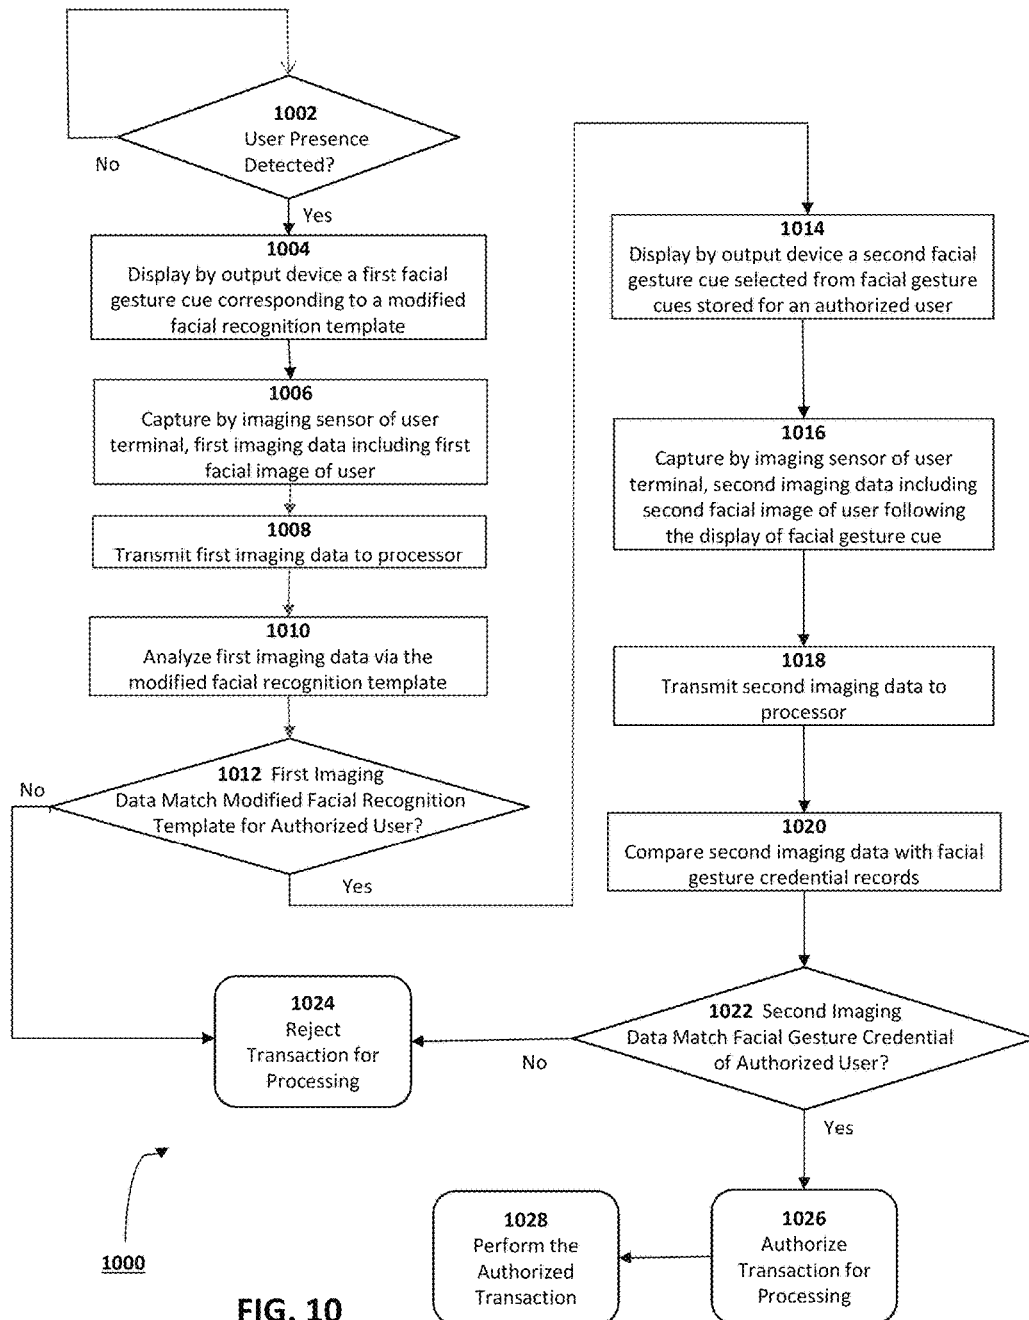 1002
User Presence
Detected?
No
Yes
1004
Display by output device a first facial
gesture cue corresponding to a modified
facial recognition template
1006
Capture by imaging sensor of user
terminal, first imaging data including first
facial image of user
1008
Transmit first imaging data to processor
1010
Analyze first imaging data via the
modified facial recognition template
1012 First Imaging
Data Match Modified Facial Recognition
Template for Authorized User?
No
Yes
1014
Display by output device a second facial
gesture cue selected from facial gesture
cues stored for an authorized user
1016
Capture by imaging sensor of user
terminal, second imaging data including
second facial image of user following
the display of facial gesture cue
1018
Transmit second imaging data to
processor
1020
Compare second imaging data with facial
gesture credential records
1022 Second Imaging
Data Match Facial Gesture Credential
of Authorized User?
No
Yes
1024
Reject
Transaction for
Processing
1026
Authorize
Transaction for
Processing
1028
Perform the
Authorized
Transaction
1000
FIG. 10